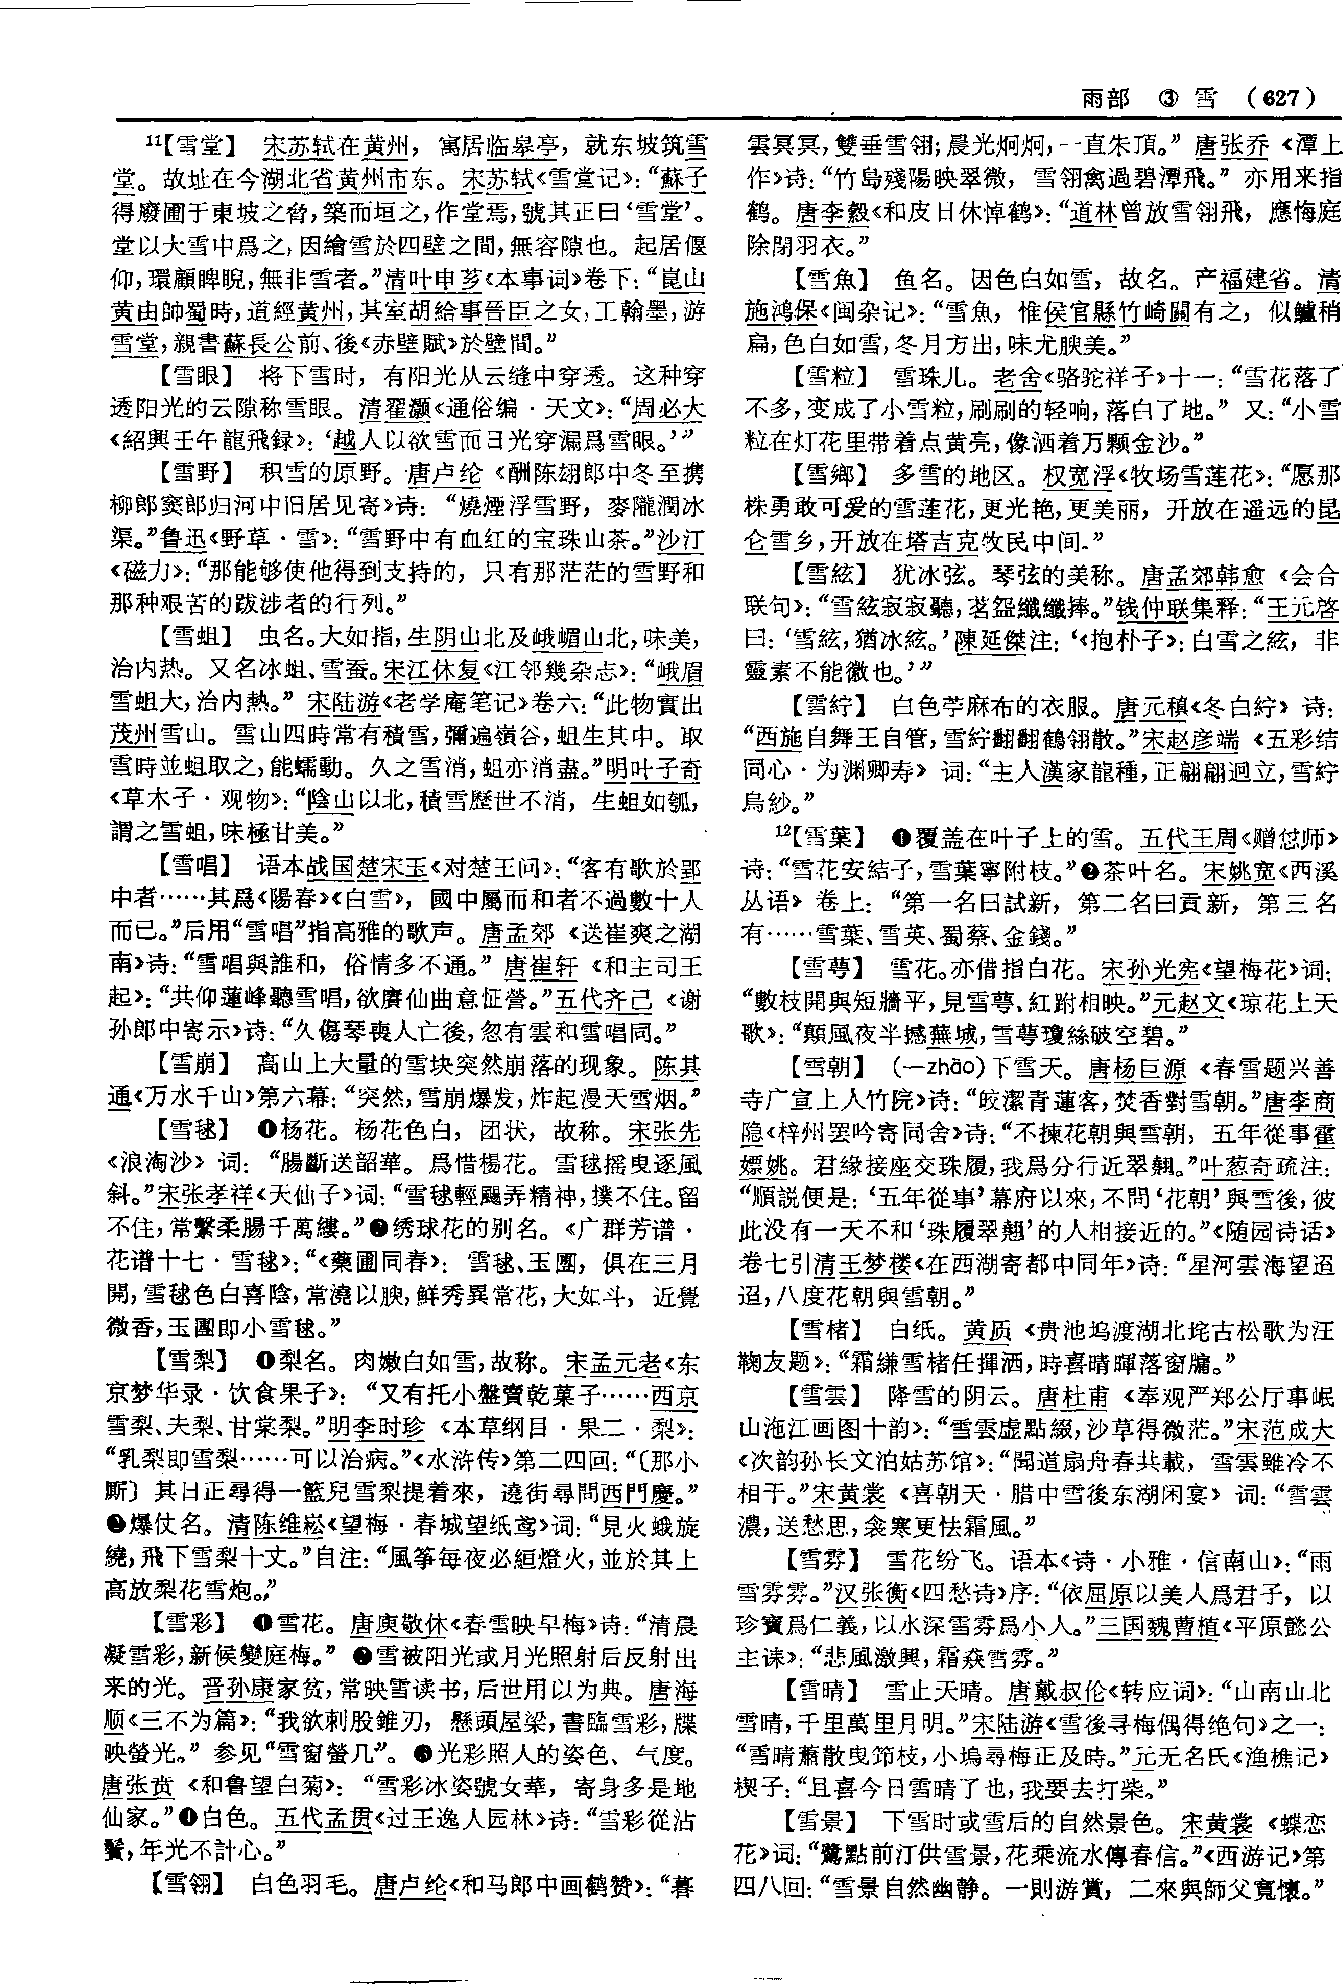 雨部 ③ 雪 （627）
¹¹【雪堂】 宋苏轼在黄州，寓居临皋亭，就东坡筑雪
堂。故址在今湖北省黄州市东。宋苏轼《雪堂记》：“蘇子
得廢圃于東坡之脅，築而垣之，作堂焉，號其正曰‘雪堂’。
堂以大雪中爲之，因繪雪於四壁之間，無容隙也。起居偃
仰，環顧睥睨，無非雪者。”清叶申芗《本事词》卷下：“崑山
黄由帥蜀時，道經黄州，其室胡給事晉臣之女，工翰墨，游
雪堂，親書蘇長公前、後《赤壁賦》於壁間。”
【雪眼】 将下雪时，有阳光从云缝中穿透。这种穿
透阳光的云隙称雪眼。清翟灏《通俗编·天文》：“周必大
《紹興壬午龍飛録》：‘越人以欲雪而日光穿漏爲雪眼。’”
【雪野】 积雪的原野。唐卢纶《酬陈翃郎中冬至携
柳郎窦郎归河中旧居见寄》诗：“燒煙浮雪野，麥隴潤冰
渠。”鲁迅《野草·雪》：“雪野中有血红的宝珠山茶。”沙汀
《磁力》：“那能够使他得到支持的，只有那茫茫的雪野和
那种艰苦的跋涉者的行列。”
【雪蛆】 虫名。大如指，生阴山北及峨嵋山北，味美，
治内热。又名冰蛆、雪蚕。宋江休复《江邻幾杂志》：“峨眉
雪蛆大，治内熱。”宋陆游《老学庵笔记》卷六：“此物實出
茂州雪山。雪山四時常有積雪，彌遍嶺谷，蛆生其中。取
雪時並蛆取之，能蠕動。久之雪消，蛆亦消盡。”明叶子奇
《草木子·观物》：“陰山以北，積雪歷世不消，生蛆如瓠，
謂之雪蛆，味極甘美。”
【雪唱】 语本战国楚宋玉《对楚王问》：“客有歌於郢
中者……其爲《陽春》《白雪》，國中屬而和者不過數十人
而已。”后用“雪唱”指高雅的歌声。唐孟郊《送崔爽之湖
南》诗：“雪唱與誰和，俗情多不通。”唐崔轩《和主司王
起》：“共仰蓮峰聽雪唱，欲賡仙曲意怔營。”五代齐己《谢
孙郎中寄示》诗：“久傷琴喪人亡後，忽有雲和雪唱同。”
【雪崩】 高山上大量的雪块突然崩落的现象。陈其
通《万水千山》第六幕：“突然，雪崩爆发，炸起漫天雪烟。”
【雪毬】 ❶杨花。杨花色白，团状，故称。宋张先
《浪淘沙》词：“腸斷送韶華。爲惜楊花。雪毬摇曳逐風
斜。”宋张孝祥《天仙子》词：“雪毬輕颺弄精神，撲不住。留
不住，常繫柔腸千萬縷。”❷绣球花的别名。《广群芳谱·
花谱十七·雪毬》：“《藥圃同春》：雪毬、玉團，俱在三月
開，雪毬色白喜陰，常澆以腴，鮮秀異常花，大如斗，近覺
微香，玉團即小雪毬。”
【雪梨】 ❶梨名。肉嫩白如雪，故称。宋孟元老《东
京梦华录·饮食果子》：“又有托小盤賣乾菓子……西京
雪梨、夫梨、甘棠梨。”明李时珍《本草纲目·果二·梨》：
“乳梨即雪梨……可以治病。”《水浒传》第二四回：“〔那小
厮〕其日正尋得一籃兒雪梨提着來，遶街尋問西門慶。”
❷爆仗名。清陈维崧《望梅·春城望纸鸢》词：“見火蛾旋
繞，飛下雪梨十丈。”自注：“風筝每夜必絙燈火，並於其上
高放梨花雪炮。”
【雪彩】 ❶雪花。唐庾敬休《春雪映早梅》诗：“清晨
凝雪彩，新候變庭梅。”❷雪被阳光或月光照射后反射出
来的光。晋孙康家贫，常映雪读书，后世用以为典。唐海
顺《三不为篇》：“我欲刺股錐刃，懸頭屋梁，書臨雪彩，牒
映螢光。”参见“雪窗螢几”。❸光彩照人的姿色、气度。
唐张贲《和鲁望白菊》：“雪彩冰姿號女華，寄身多是地
仙家。”❹白色。五代孟贯《过王逸人园林》诗：“雪彩從沾
鬢，年光不計心。”
【雪翎】 白色羽毛。唐卢纶《和马郎中画鹤赞》：“暮
雲冥冥，雙垂雪翎；晨光炯炯，一直朱頂。”唐张乔《潭上
作》诗：“竹島殘陽映翠微，雪翎禽過碧潭飛。”亦用来指
鹤。唐李縠《和皮日休悼鹤》：“道林曾放雪翎飛，應悔庭
除閉羽衣。”
【雪魚】 鱼名。因色白如雪，故名。产福建省。清
施鸿保《闽杂记》：“雪魚，惟侯官縣竹崎關有之，似鱸稍
扁，色白如雪，冬月方出，味尤腴美。”
【雪粒】 雪珠儿。老舍《骆驼祥子》十一：“雪花落了
不多，变成了小雪粒，刷刷的轻响，落白了地。”又：“小雪
粒在灯花里带着点黄亮，像洒着万颗金沙。”
【雪鄉】 多雪的地区。权宽浮《牧场雪莲花》：“愿那
株勇敢可爱的雪莲花，更光艳，更美丽，开放在遥远的昆
仑雪乡，开放在塔吉克牧民中间。”
【雪絃】 犹冰弦。琴弦的美称。唐孟郊韩愈《会合
联句》：“雪絃寂寂聽，茗盌纖纖捧。”钱仲联集释：“王元啓
曰：‘雪絃，猶冰絃。’陳延傑注：‘《抱朴子》：白雪之絃，非
靈素不能徽也。’”
【雪紵】 白色苧麻布的衣服。唐元稹《冬白紵》诗：
“西施自舞王自管，雪紵翻翻鶴翎散。”宋赵彦端《五彩结
同心·为渊卿寿》词：“主人漢家龍種，正翩翩迥立，雪紵
烏紗。”
¹²【雪葉】 ❶覆盖在叶子上的雪。五代王周《赠怤师》
诗：“雪花安結子，雪葉寧附枝。”❷茶叶名。宋姚宽《西溪
丛语》卷上：“第一名曰試新，第二名曰貢新，第三名
有……雪葉、雪英、蜀葵、金錢。”
【雪萼】 雪花。亦借指白花。宋孙光宪《望梅花》词：
“數枝開與短牆平，見雪萼、紅跗相映。”元赵文《琼花上天
歌》：“顛風夜半撼蕪城，雪萼瓊絲破空碧。”
【雪朝】 （—zhāo）下雪天。唐杨巨源《春雪题兴善
寺广宣上人竹院》诗：“皎潔青蓮客，焚香對雪朝。”唐李商
隐《梓州罢吟寄同舍》诗：“不揀花朝與雪朝，五年從事霍
嫖姚。君緣接座交珠履，我爲分行近翠翹。”叶葱奇疏注：
“順説便是：‘五年從事’幕府以來，不問‘花朝’與雪後，彼
此没有一天不和‘珠履翠翹’的人相接近的。”《随园诗话》
卷七引清王梦楼《在西湖寄都中同年》诗：“星河雲海望迢
迢，八度花朝與雪朝。”
【雪楮】 白纸。黄质《贵池坞渡湖北垞古松歌为汪
鞠友题》：“霜縑雪楮任揮洒，時喜晴暉落窗牖。”
【雪雲】 降雪的阴云。唐杜甫《奉观严郑公厅事岷
山沲江画图十韵》：“雪雲虚點綴，沙草得微茫。”宋范成大
《次韵孙长文泊姑苏馆》：“聞道扁舟春共載，雪雲雖冷不
相干。”宋黄裳《喜朝天·腊中雪後东湖闲宴》词：“雪雲
濃，送愁思，衾寒更怯霜風。”
【雪雰】 雪花纷飞。语本《诗·小雅·信南山》：“雨
雪雰雰。”汉张衡《四愁诗》序：“依屈原以美人爲君子，以
珍寳爲仁義，以水深雪雰爲小人。”三国魏曹植《平原懿公
主诔》：“悲風激興，霜猋雪雰。”
【雪晴】 雪止天晴。唐戴叔伦《转应词》：“山南山北
雪晴，千里萬里月明。”宋陆游《雪後寻梅偶得绝句》之一：
“雪晴蕭散曳笻枝，小塢尋梅正及時。”元无名氏《渔樵记》
楔子：“且喜今日雪晴了也，我要去打柴。”
【雪景】 下雪时或雪后的自然景色。宋黄裳《蝶恋
花》词：“鷺點前汀供雪景，花乘流水傳春信。”《西游记》第
四八回：“雪景自然幽静。一則游賞，二來與師父寬懷。”